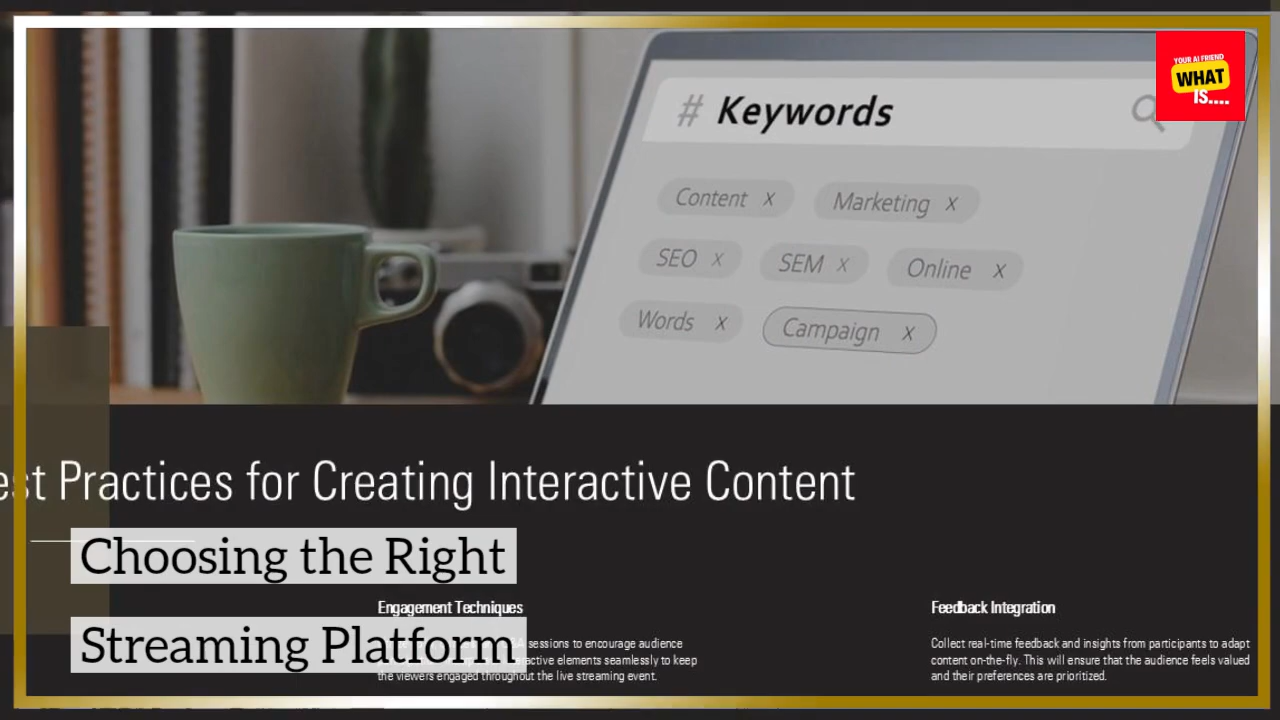 YOUR AI FRIEND
WHAT
IS....
# Keywords
Content x
Marketing x
SEO x
SEM x
Online x
Words x
Campaign x
est Practices for Creating Interactive Content
Choosing the Right
Streaming Platform
Engagement Techniques
sessions to encourage audience
seamlessly to keep
the viewers engaged throughout the live streaming event.
Feedback Integration
Collect real-time feedback and insights from participants to adapt
content on-the-fly. This will ensure that the audience feels valued
and their preferences are prioritized.